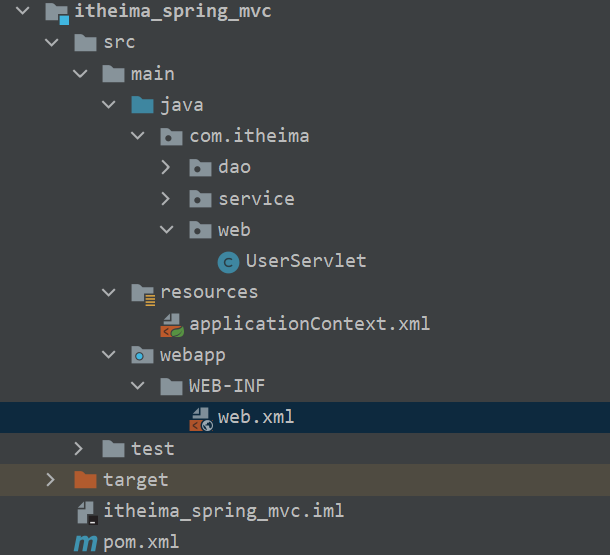 itheima_spring_mvc
src
main
java
com.itheima
dao
service
web
UserServlet
resources
applicationContext.xml
webapp
WEB-INF
web.xml
test
target
itheima_spring_mvc.iml
pom.xml